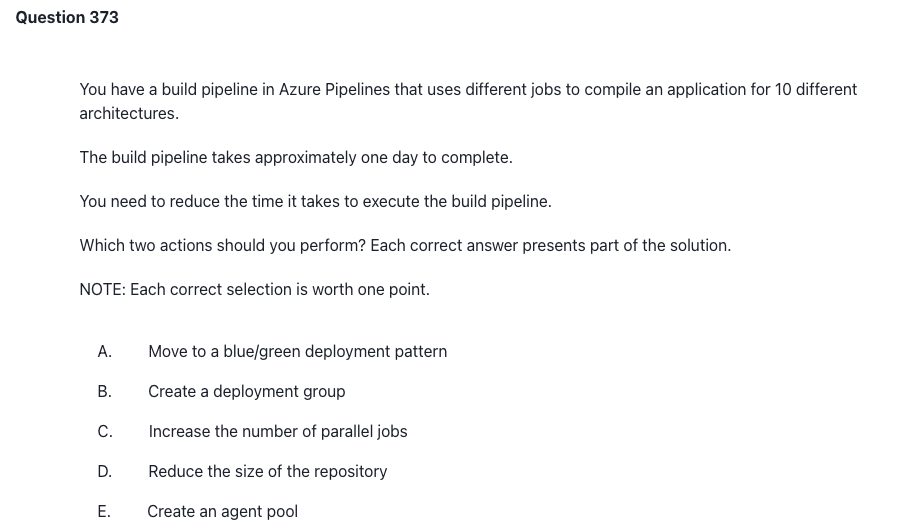 Question 373
You have a build pipeline in Azure Pipelines that uses different jobs to compile an application for 10 different
architectures.
The build pipeline takes approximately one day to complete.
You need to reduce the time it takes to execute the build pipeline.
Which two actions should you perform? Each correct answer presents part of the solution.
NOTE: Each correct selection is worth one point.
A. Move to a blue/green deployment pattern
B. Create a deployment group
C. Increase the number of parallel jobs
D. Reduce the size of the repository
E. Create an agent pool